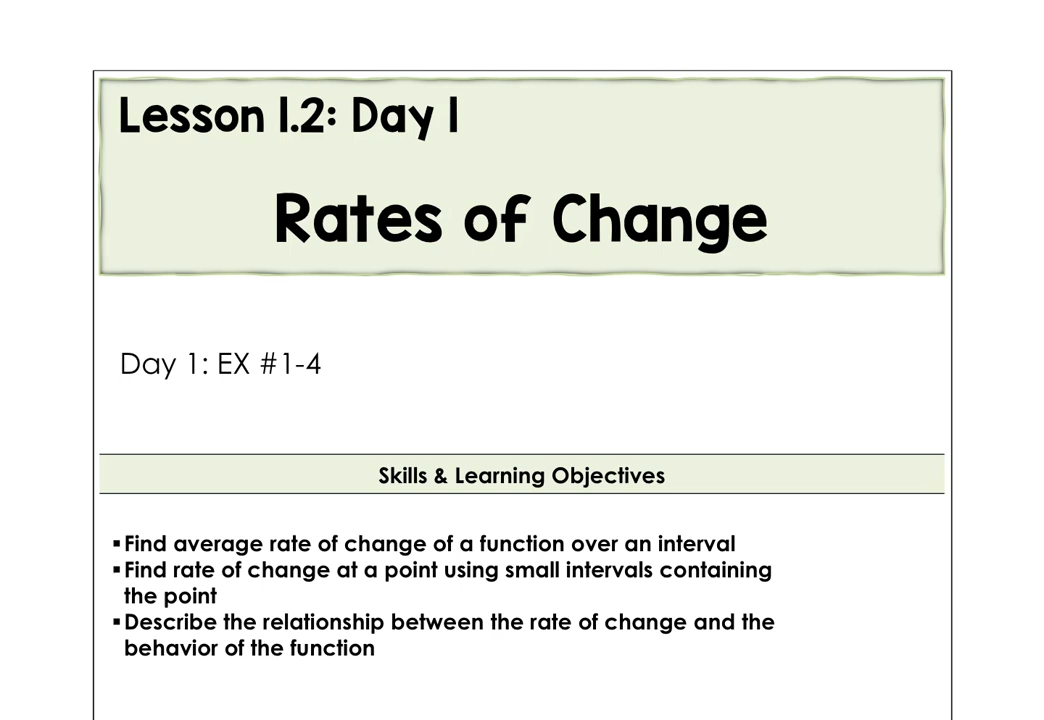 Lesson 1.2: Day 1
Rates of Change
Day 1: EX #1-4
Skills & Learning Objectives
▪Find average rate of change of a function over an interval
▪Find rate of change at a point using small intervals containing
the point
▪Describe the relationship between the rate of change and the
behavior of the function